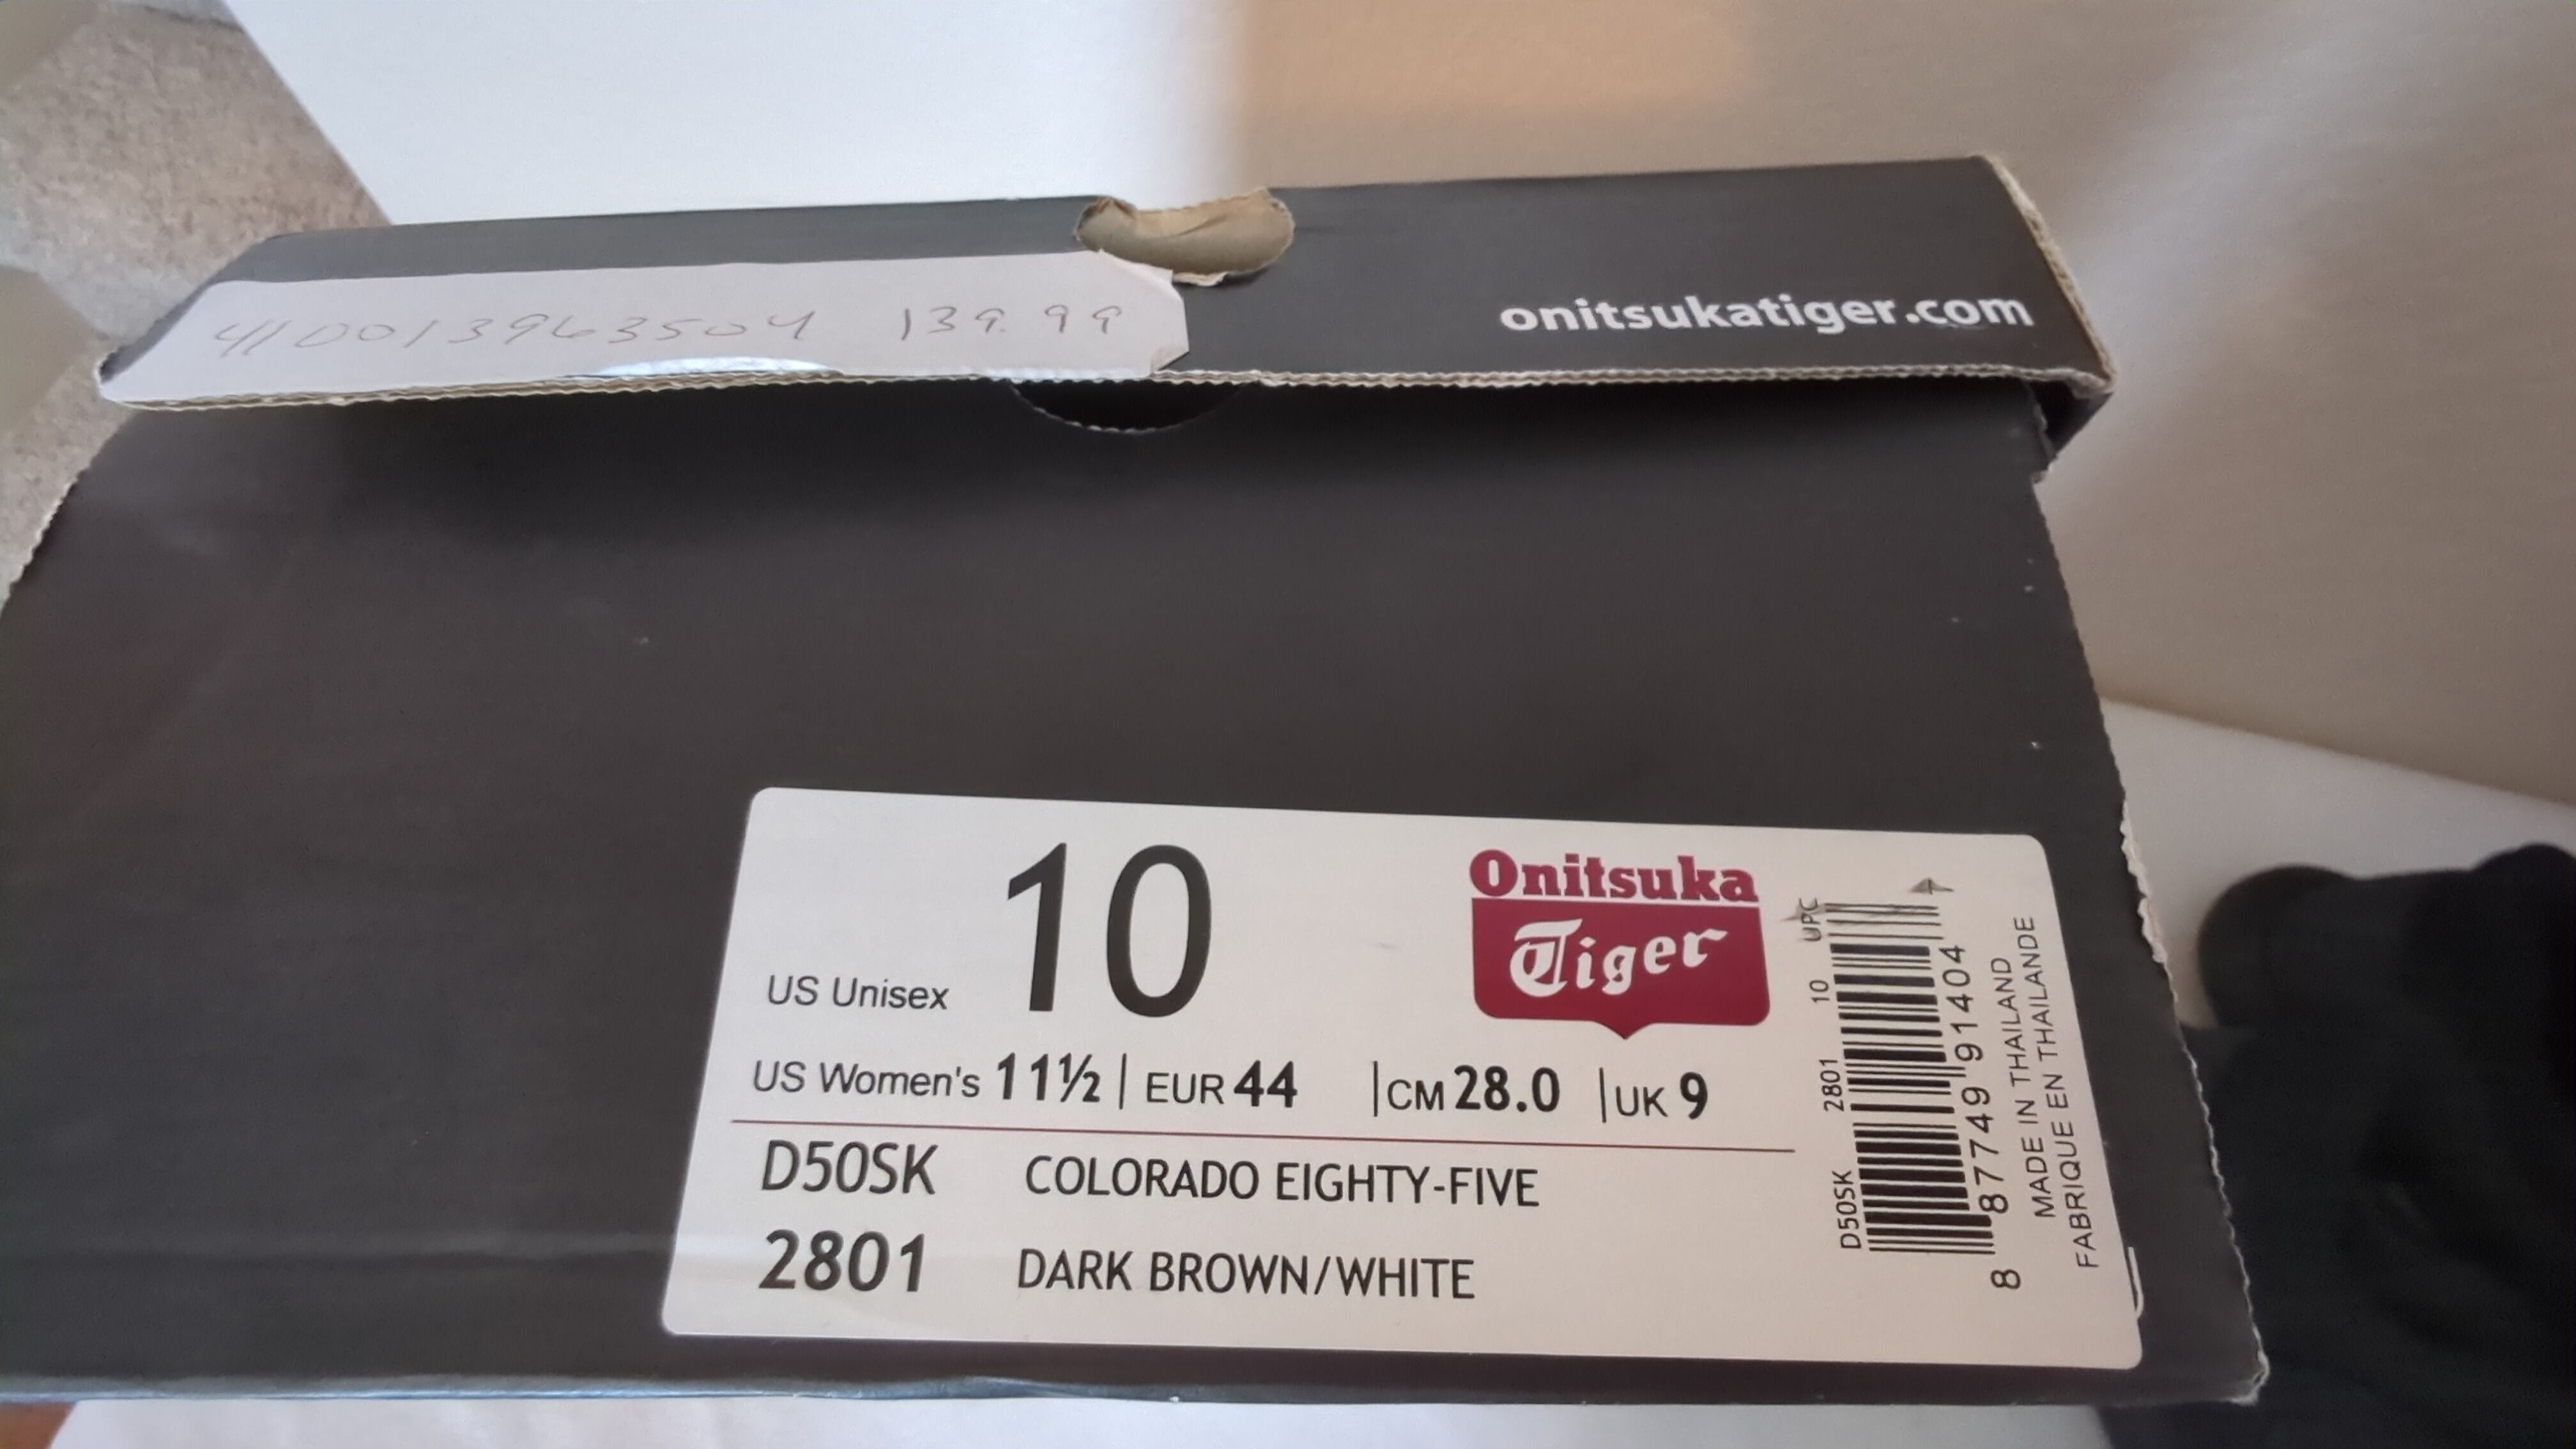 410013963504 139.99
onitsukatiger.com
US Unisex 10
Onitsuka
Tiger
US Women's 11½ | EUR 44 | CM 28.0 | UK 9
D50SK COLORADO EIGHTY-FIVE
2801 DARK BROWN/WHITE
D50SK 2801 10 UPC
8 87749 91404 4
MADE IN THAILAND
FABRIQUE EN THAILANDE